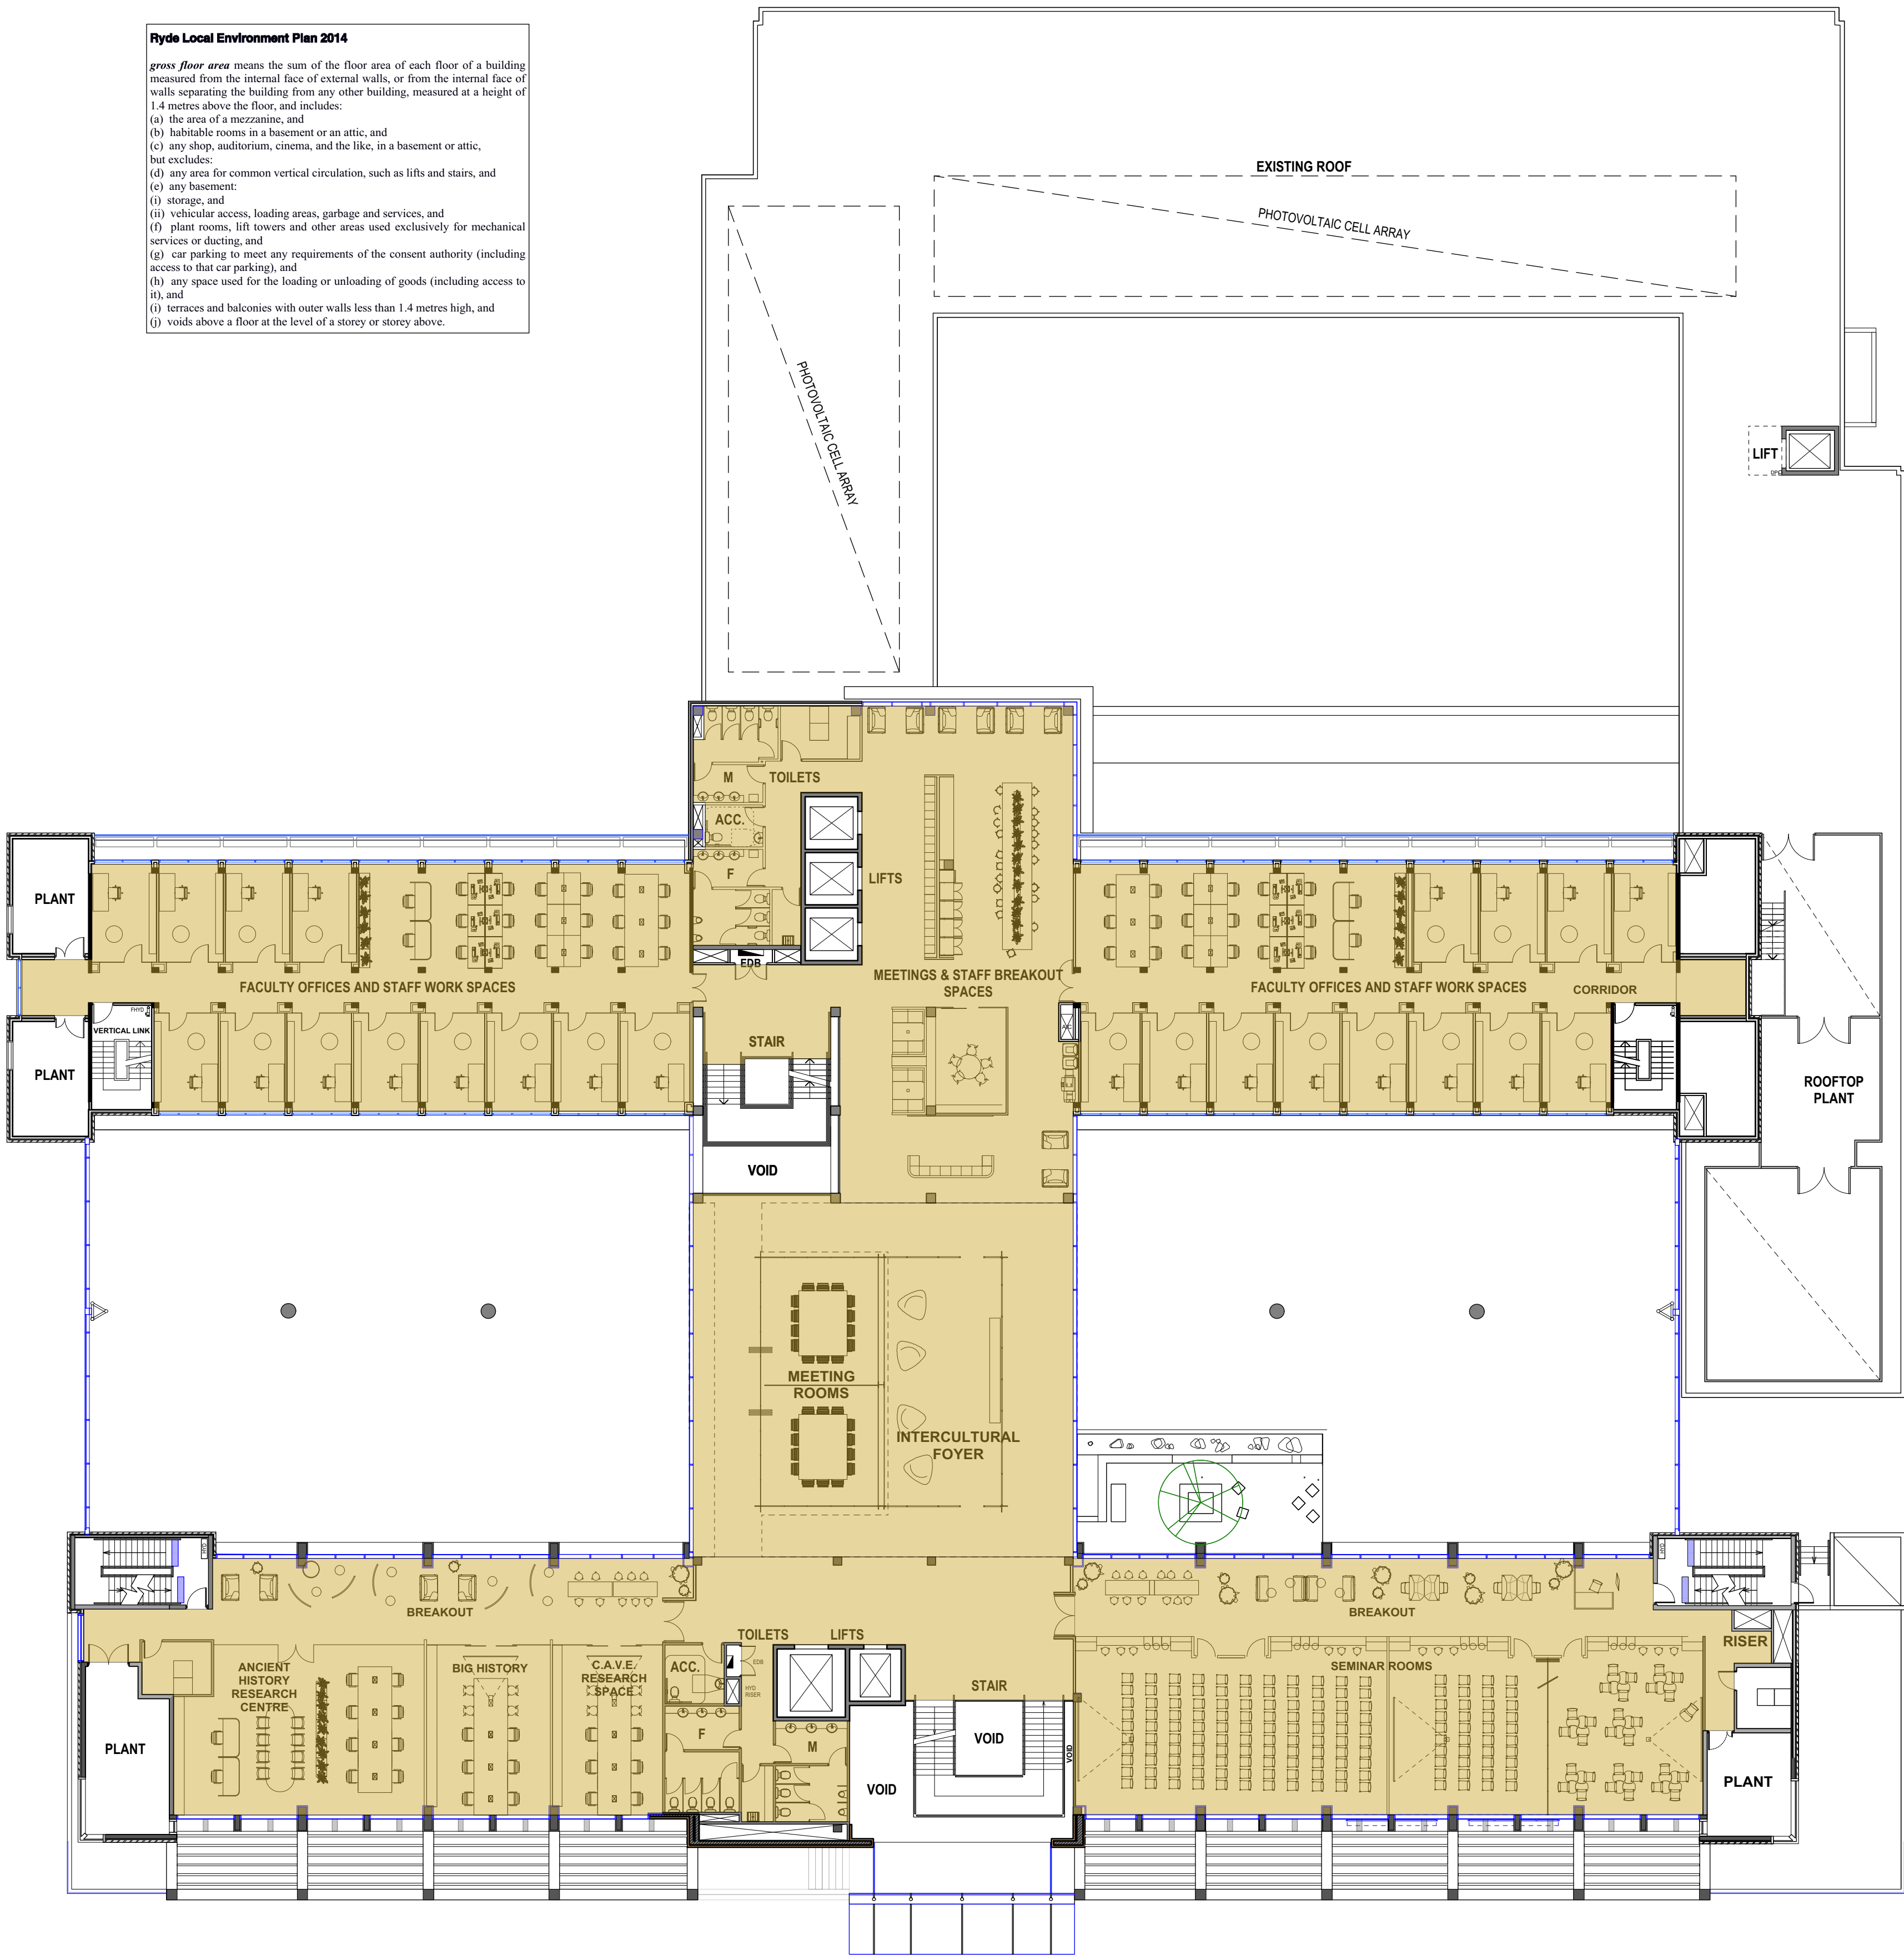 Ryde Local Environment Plan 2014
gross floor area means the sum of the floor area of each floor of a building
measured from the internal face of external walls, or from the internal face of
walls separating the building from any other building, measured at a height of
1.4 metres above the floor, and includes:
(a) the area of a mezzanine, and
(b) habitable rooms in a basement or an attic, and
(c) any shop, auditorium, cinema, and the like, in a basement or attic,
but excludes:
(d) any area for common vertical circulation, such as lifts and stairs, and
(e) any basement:
(i) storage, and
(ii) vehicular access, loading areas, garbage and services, and
(f) plant rooms, lift towers and other areas used exclusively for mechanical
services or ducting, and
(g) car parking to meet any requirements of the consent authority (including
access to that car parking), and
(h) any space used for the loading or unloading of goods (including access to
it), and
(i) terraces and balconies with outer walls less than 1.4 metres high, and
(j) voids above a floor at the level of a storey or storey above.
EXISTING ROOF
PHOTOVOLTAIC CELL ARRAY
PHOTOVOLTAIC CELL ARRAY
LIFT
M
TOILETS
ACC.
F
LIFTS
PLANT
EDB
MEETINGS & STAFF BREAKOUT
SPACES
FACULTY OFFICES AND STAFF WORK SPACES
FACULTY OFFICES AND STAFF WORK SPACES
CORRIDOR
FHYD
VERTICAL LINK
STAIR
A/C
PLANT
ROOFTOP
PLANT
VOID
MEETING
ROOMS
INTERCULTURAL
FOYER
HYD
HYD
BREAKOUT
BREAKOUT
TOILETS
LIFTS
RISER
ANCIENT
HISTORY
RESEARCH
CENTRE
BIG HISTORY
C.A.V.E.
RESEARCH
SPACE
ACC.
EDB
HYD
RISER
STAIR
SEMINAR ROOMS
F
M
VOID
VOID
VOID
PLANT
PLANT